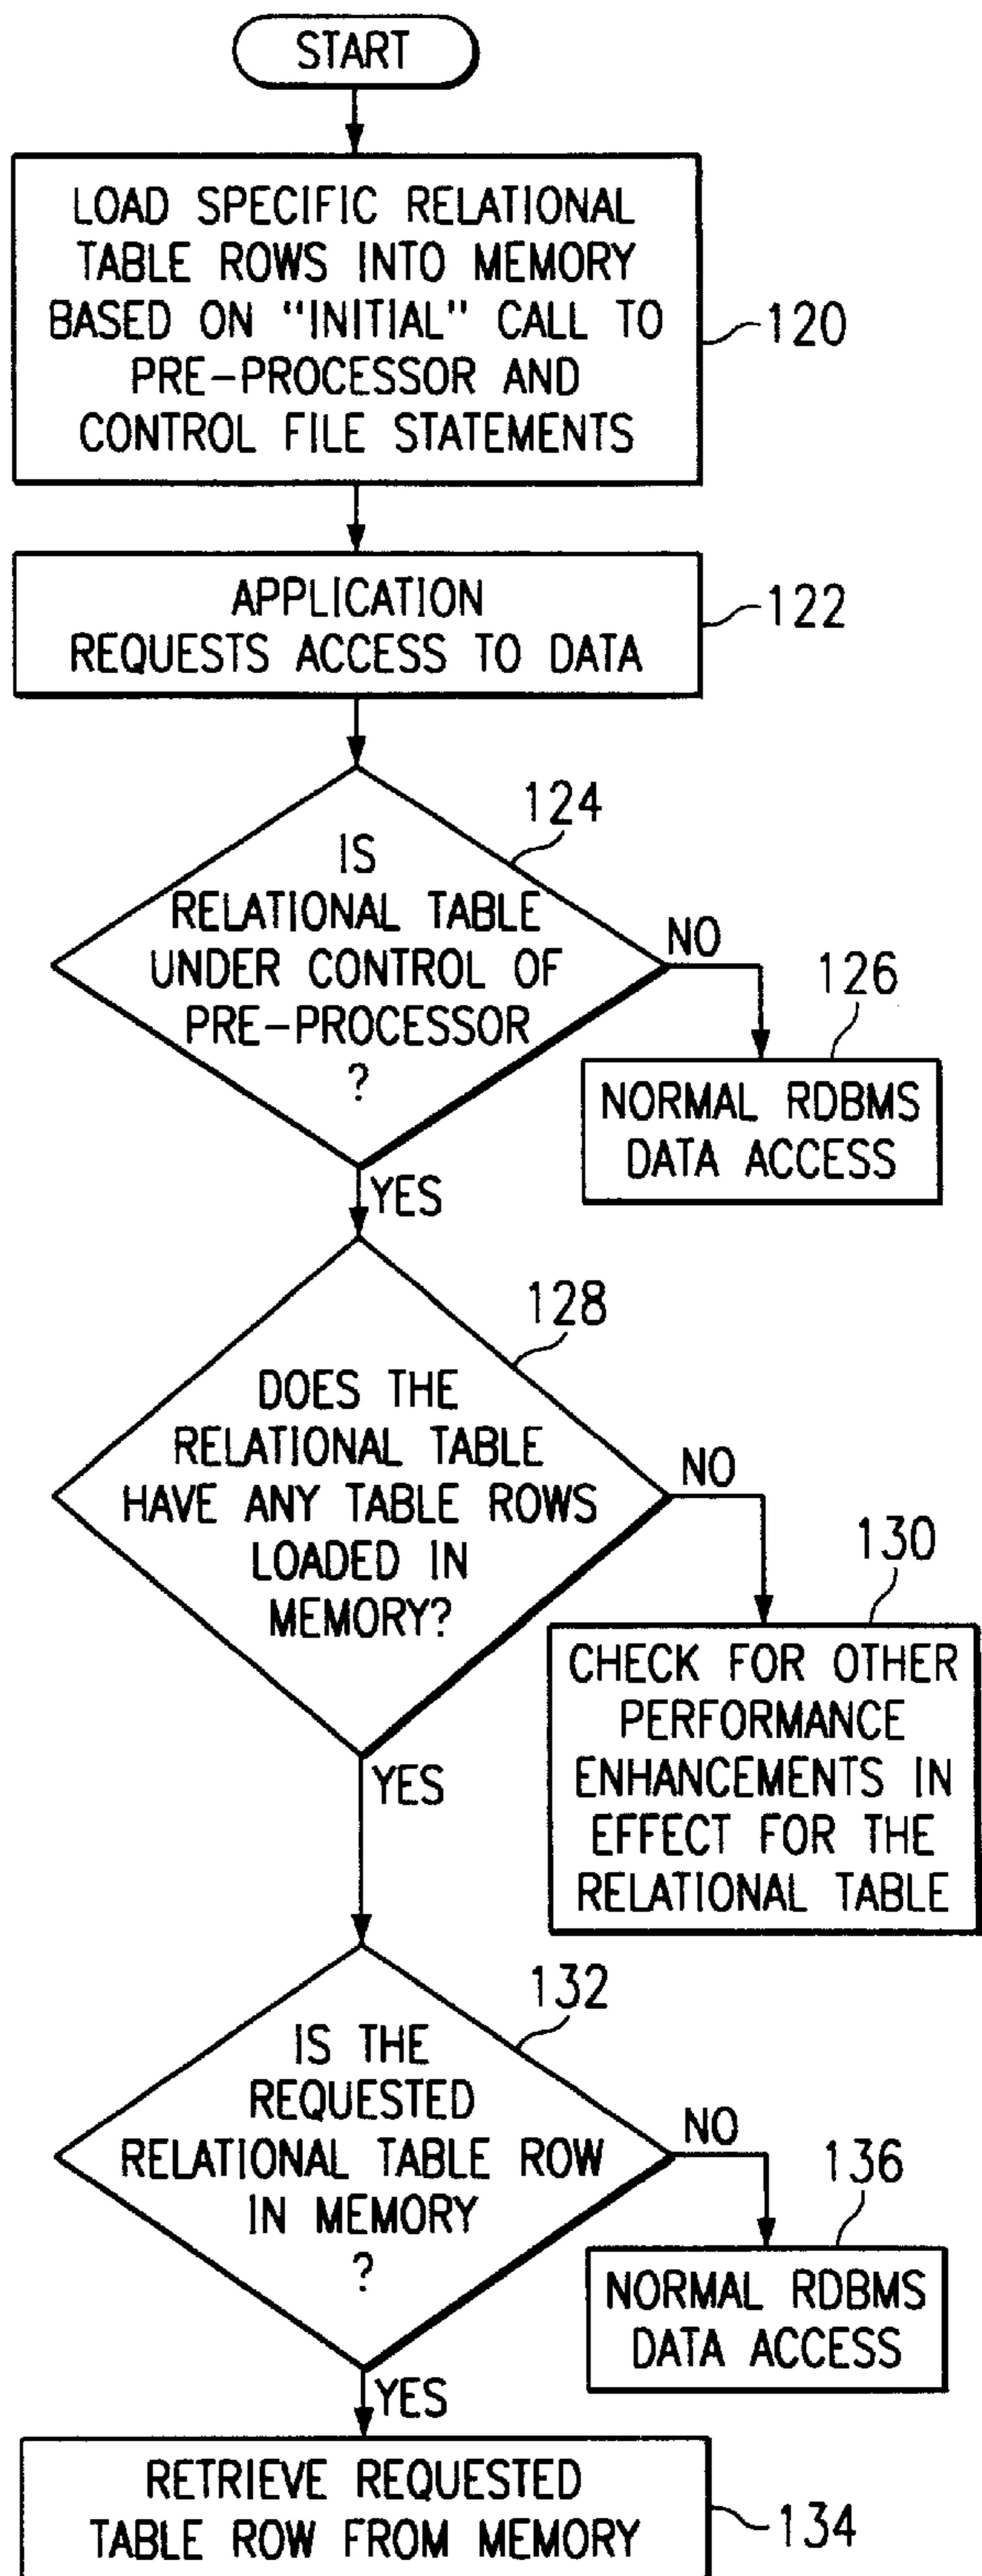 START
LOAD SPECIFIC RELATIONAL
TABLE ROWS INTO MEMORY
BASED ON "INITIAL" CALL TO
PRE-PROCESSOR AND
CONTROL FILE STATEMENTS
120
APPLICATION
REQUESTS ACCESS TO DATA
122
124
IS
RELATIONAL TABLE
UNDER CONTROL OF
PRE-PROCESSOR
?
NO
126
NORMAL RDBMS
DATA ACCESS
YES
128
DOES THE
RELATIONAL TABLE
HAVE ANY TABLE ROWS
LOADED IN
MEMORY?
NO
130
CHECK FOR OTHER
PERFORMANCE
ENHANCEMENTS IN
EFFECT FOR THE
RELATIONAL TABLE
YES
132
IS THE
REQUESTED
RELATIONAL TABLE ROW
IN MEMORY
?
NO
136
NORMAL RDBMS
DATA ACCESS
YES
RETRIEVE REQUESTED
TABLE ROW FROM MEMORY
134